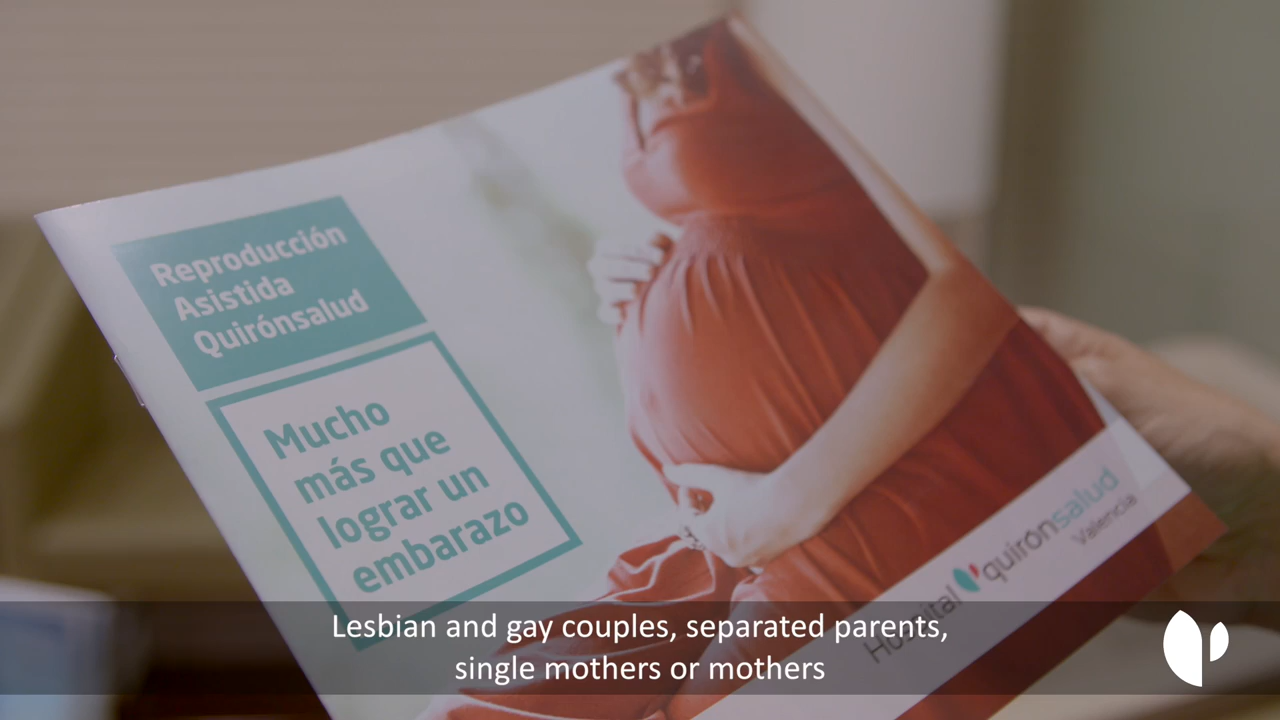 Reproducción
Asistida
Quirónsalud
Mucho
más que
lograr un
embarazo
Hospital quirónsalud
Valencia
Lesbian and gay couples, separated parents,
single mothers or mothers